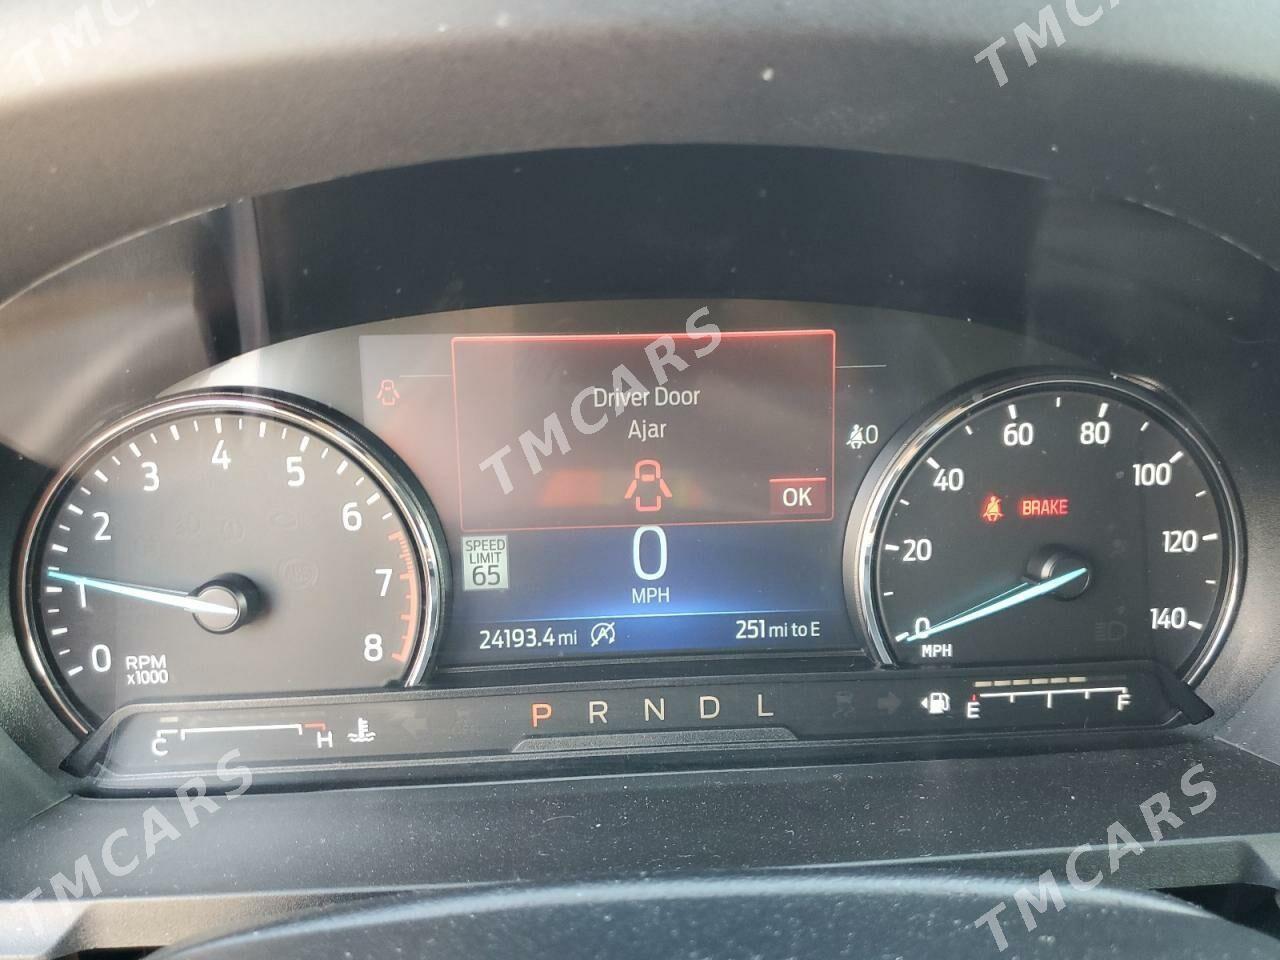 TMCARS
TMCARS
TMCARS
Driver Door
Ajar
OK
0
SPEED
LIMIT
65
0
MPH
24193.4 mi
251 mi to E
0
1
2
3
4
5
6
7
8
RPM
x1000
0
20
40
60
80
100
120
140
MPH
BRAKE
P R N D L
C
H
E
F
TMCARS
TMCARS